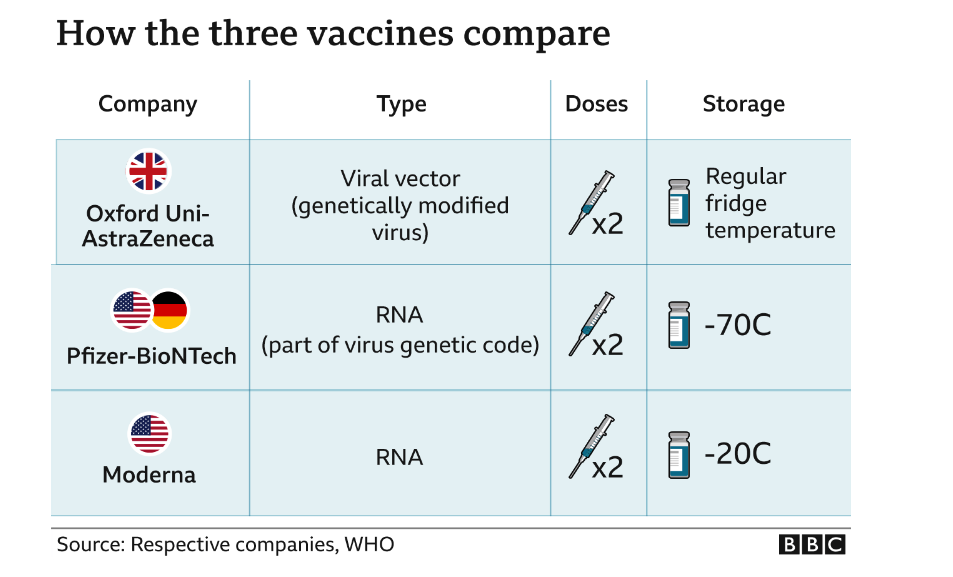 How the three vaccines compare
Company Type Doses Storage
Oxford Uni-
AstraZeneca
Viral vector
(genetically modified
virus)
x2
Regular
fridge
temperature
Pfizer-BioNTech
RNA
(part of virus genetic code)
x2
-70C
Moderna
RNA
x2
-20C
Source: Respective companies, WHO
BBC